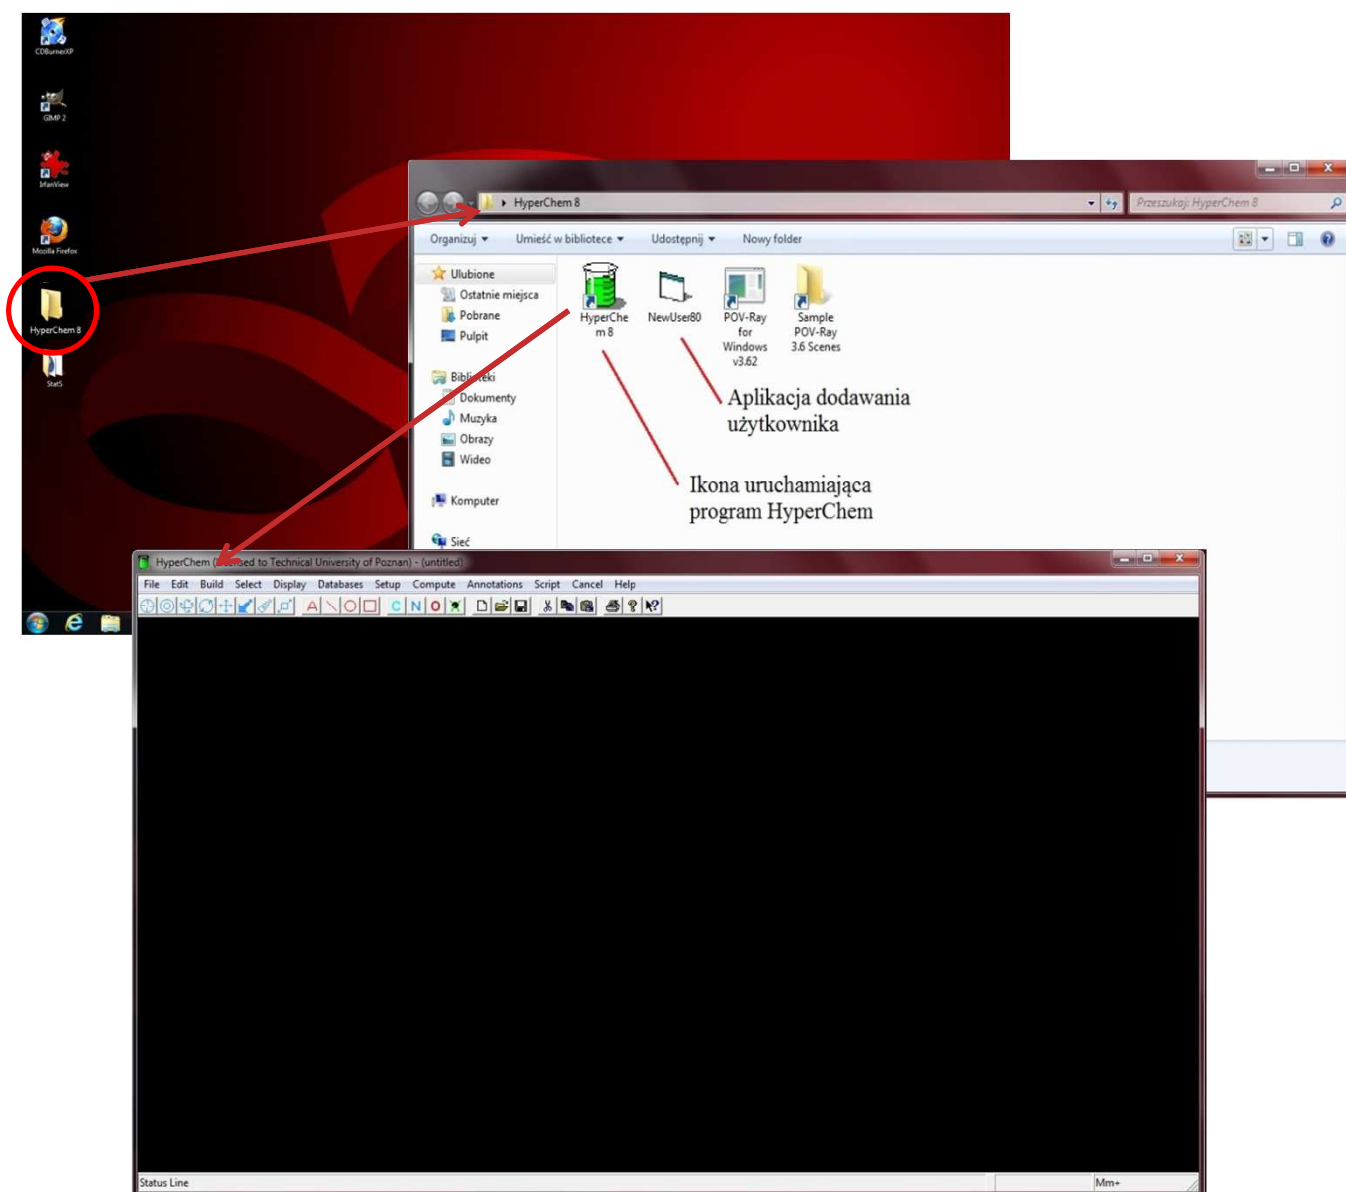 CDBurnerXP
GIMP 2
IrfanView
Mozilla Firefox
HyperChem 8
Stat5
HyperChem 8
Przeszukaj: HyperChem 8
Organizuj
Umieść w bibliotece
Udostępnij
Nowy folder
Ulubione
Ostatnie miejsca
Pobrane
Pulpit
Biblioteki
Dokumenty
Muzyka
Obrazy
Wideo
Komputer
Sieć
HyperChe
m 8
NewUser80
POV-Ray
for
Windows
v3.62
Sample
POV-Ray
3.6 Scenes
Aplikacja dodawania
użytkownika
Ikona uruchamiająca
program HyperChem
HyperChem (Licensed to Technical University of Poznan) - (untitled)
File Edit Build Select Display Databases Setup Compute Annotations Script Cancel Help
A C N O
Status Line
Mm+